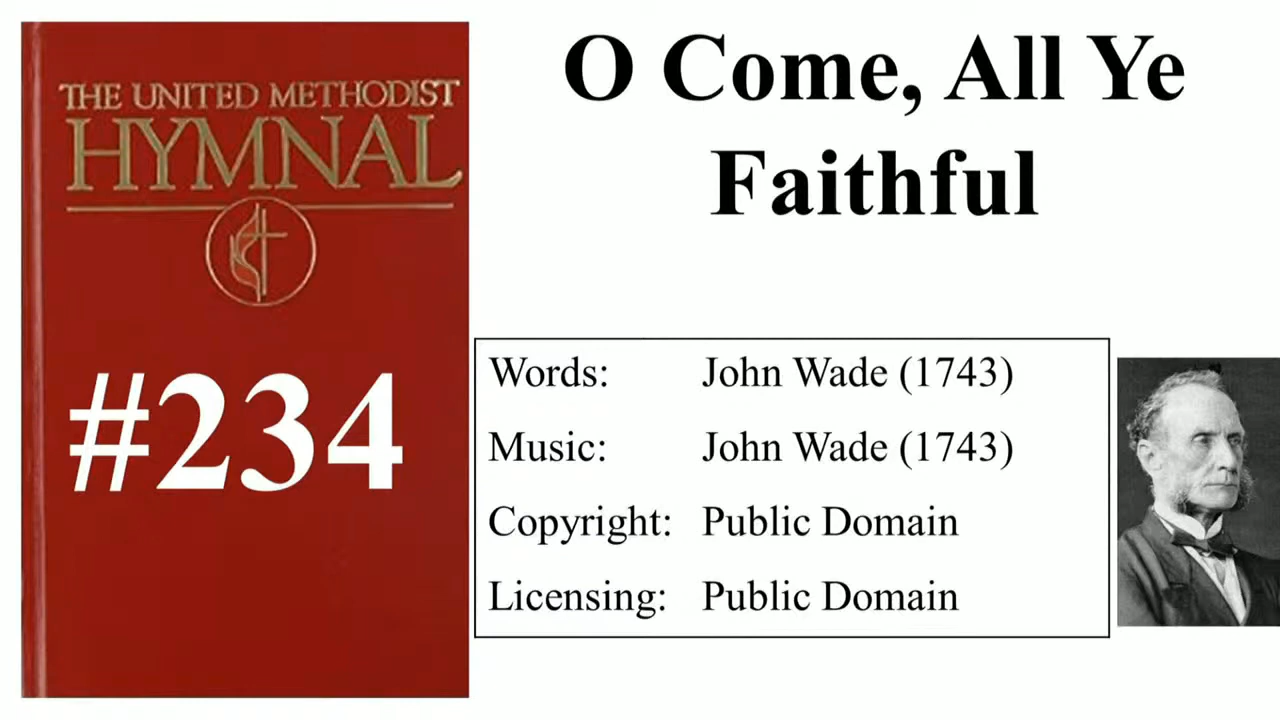 THE UNITED METHODIST
HYMNAL
#234
O Come, All Ye
Faithful
Words: John Wade (1743)
Music: John Wade (1743)
Copyright: Public Domain
Licensing: Public Domain